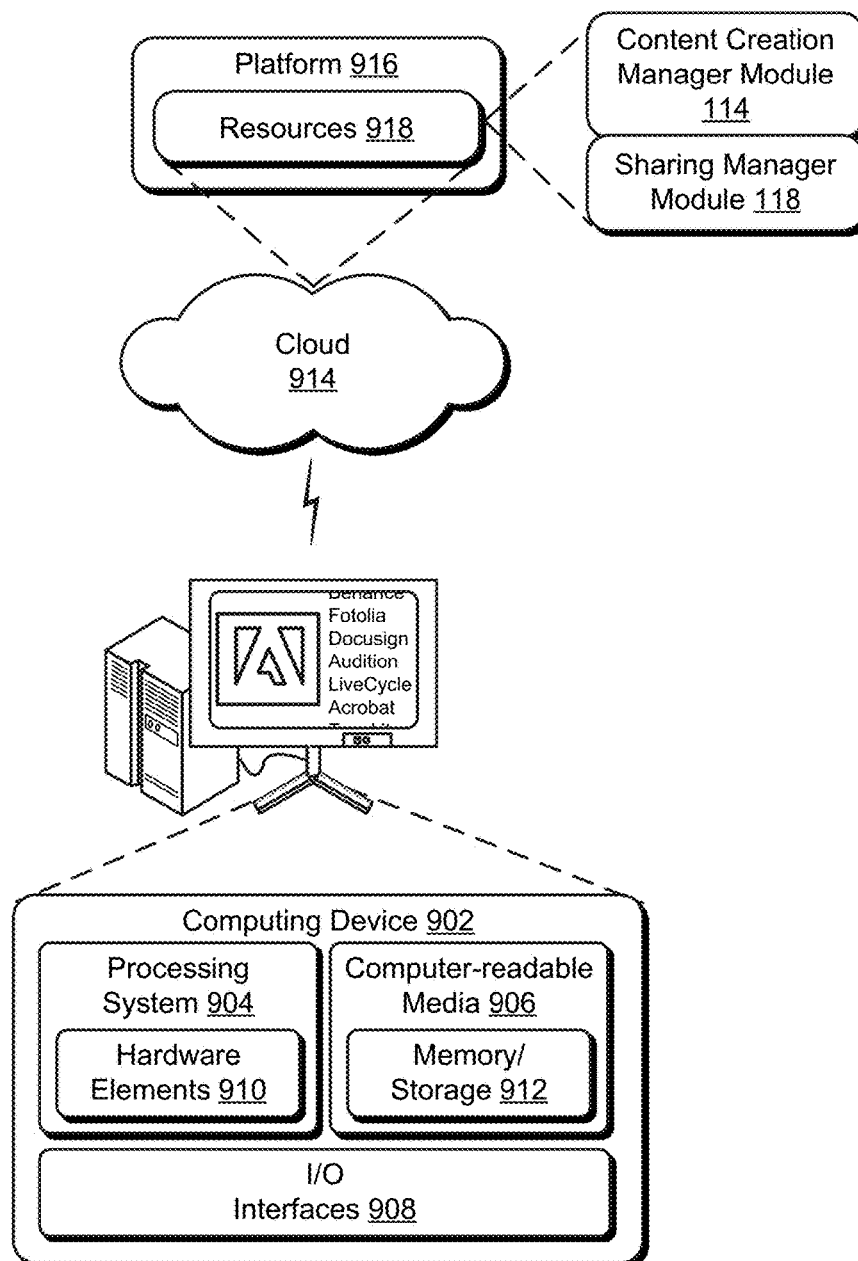 Platform 916
Resources 918
Content Creation
Manager Module
114
Sharing Manager
Module 118
Cloud
914
Fotolia
Docusign
Audition
LiveCycle
Acrobat
Computing Device 902
Processing
System 904
Hardware
Elements 910
Computer-readable
Media 906
Memory/
Storage 912
I/O
Interfaces 908